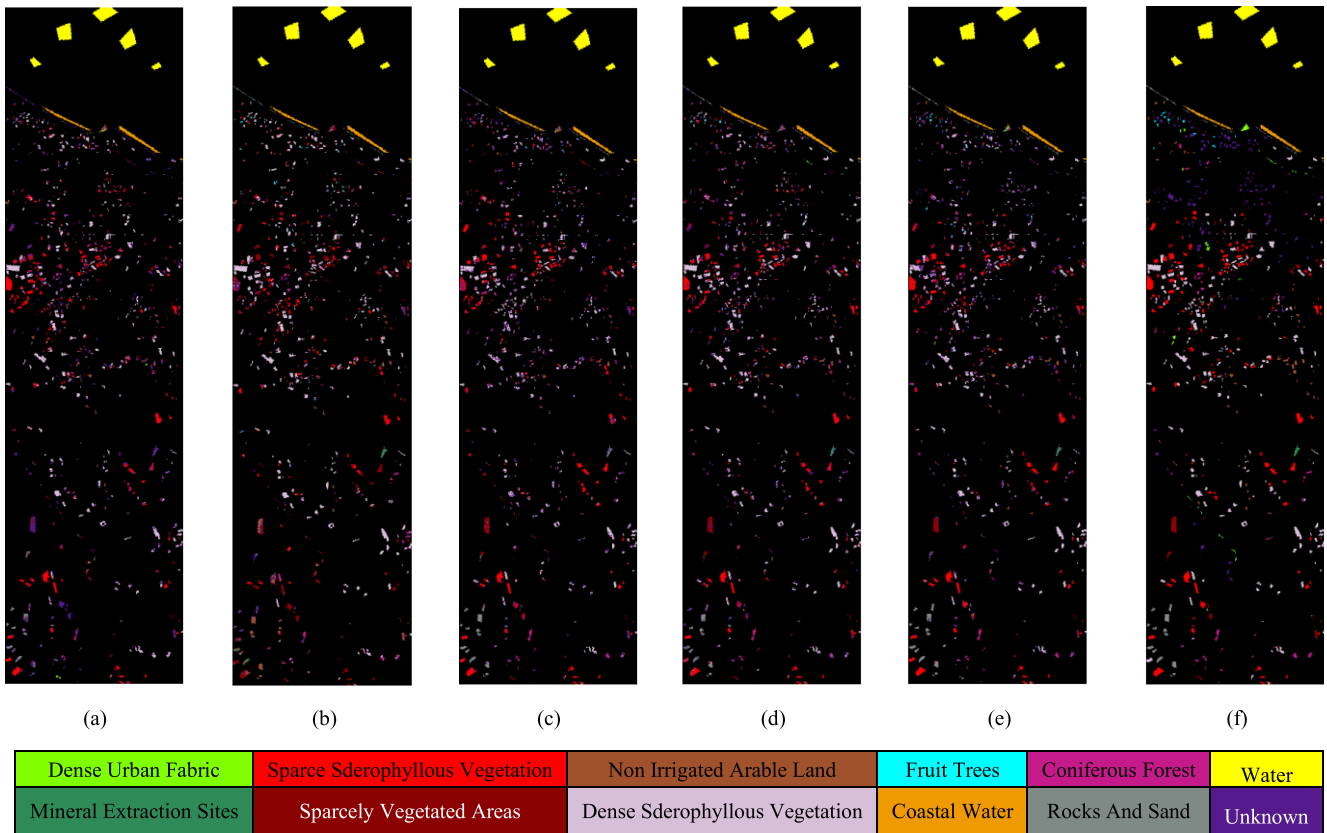 (a) (b) (c) (d) (e) (f)
Dense Urban Fabric Sparce Sderophyllous Vegetation Non Irrigated Arable Land Fruit Trees Coniferous Forest Water
Mineral Extraction Sites Sparcely Vegetated Areas Dense Sderophyllous Vegetation Coastal Water Rocks And Sand Unknown